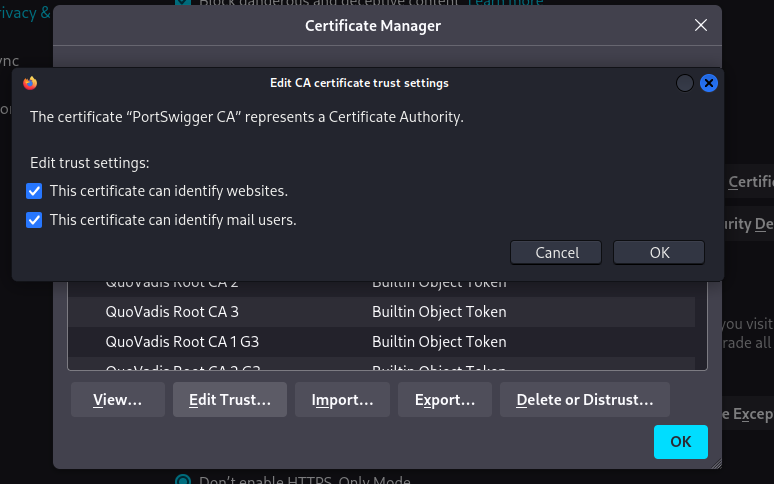 rivacy &
Block dangerous and deceptive content Learn more
Certificate Manager
ync
Edit CA certificate trust settings
The certificate “PortSwigger CA” represents a Certificate Authority.
Edit trust settings:
This certificate can identify websites.
Certific
This certificate can identify mail users.
urity De
Cancel OK
QuoVadis Root CA 2 Builtin Object Token
QuoVadis Root CA 3 Builtin Object Token
you visit
QuoVadis Root CA 1 G3 Builtin Object Token
rade all
QuoVadis Root CA 2 G3 Builtin Object Token
View… Edit Trust… Import… Export… Delete or Distrust…
e Excep
OK
Don’t enable HTTPS-Only Mode